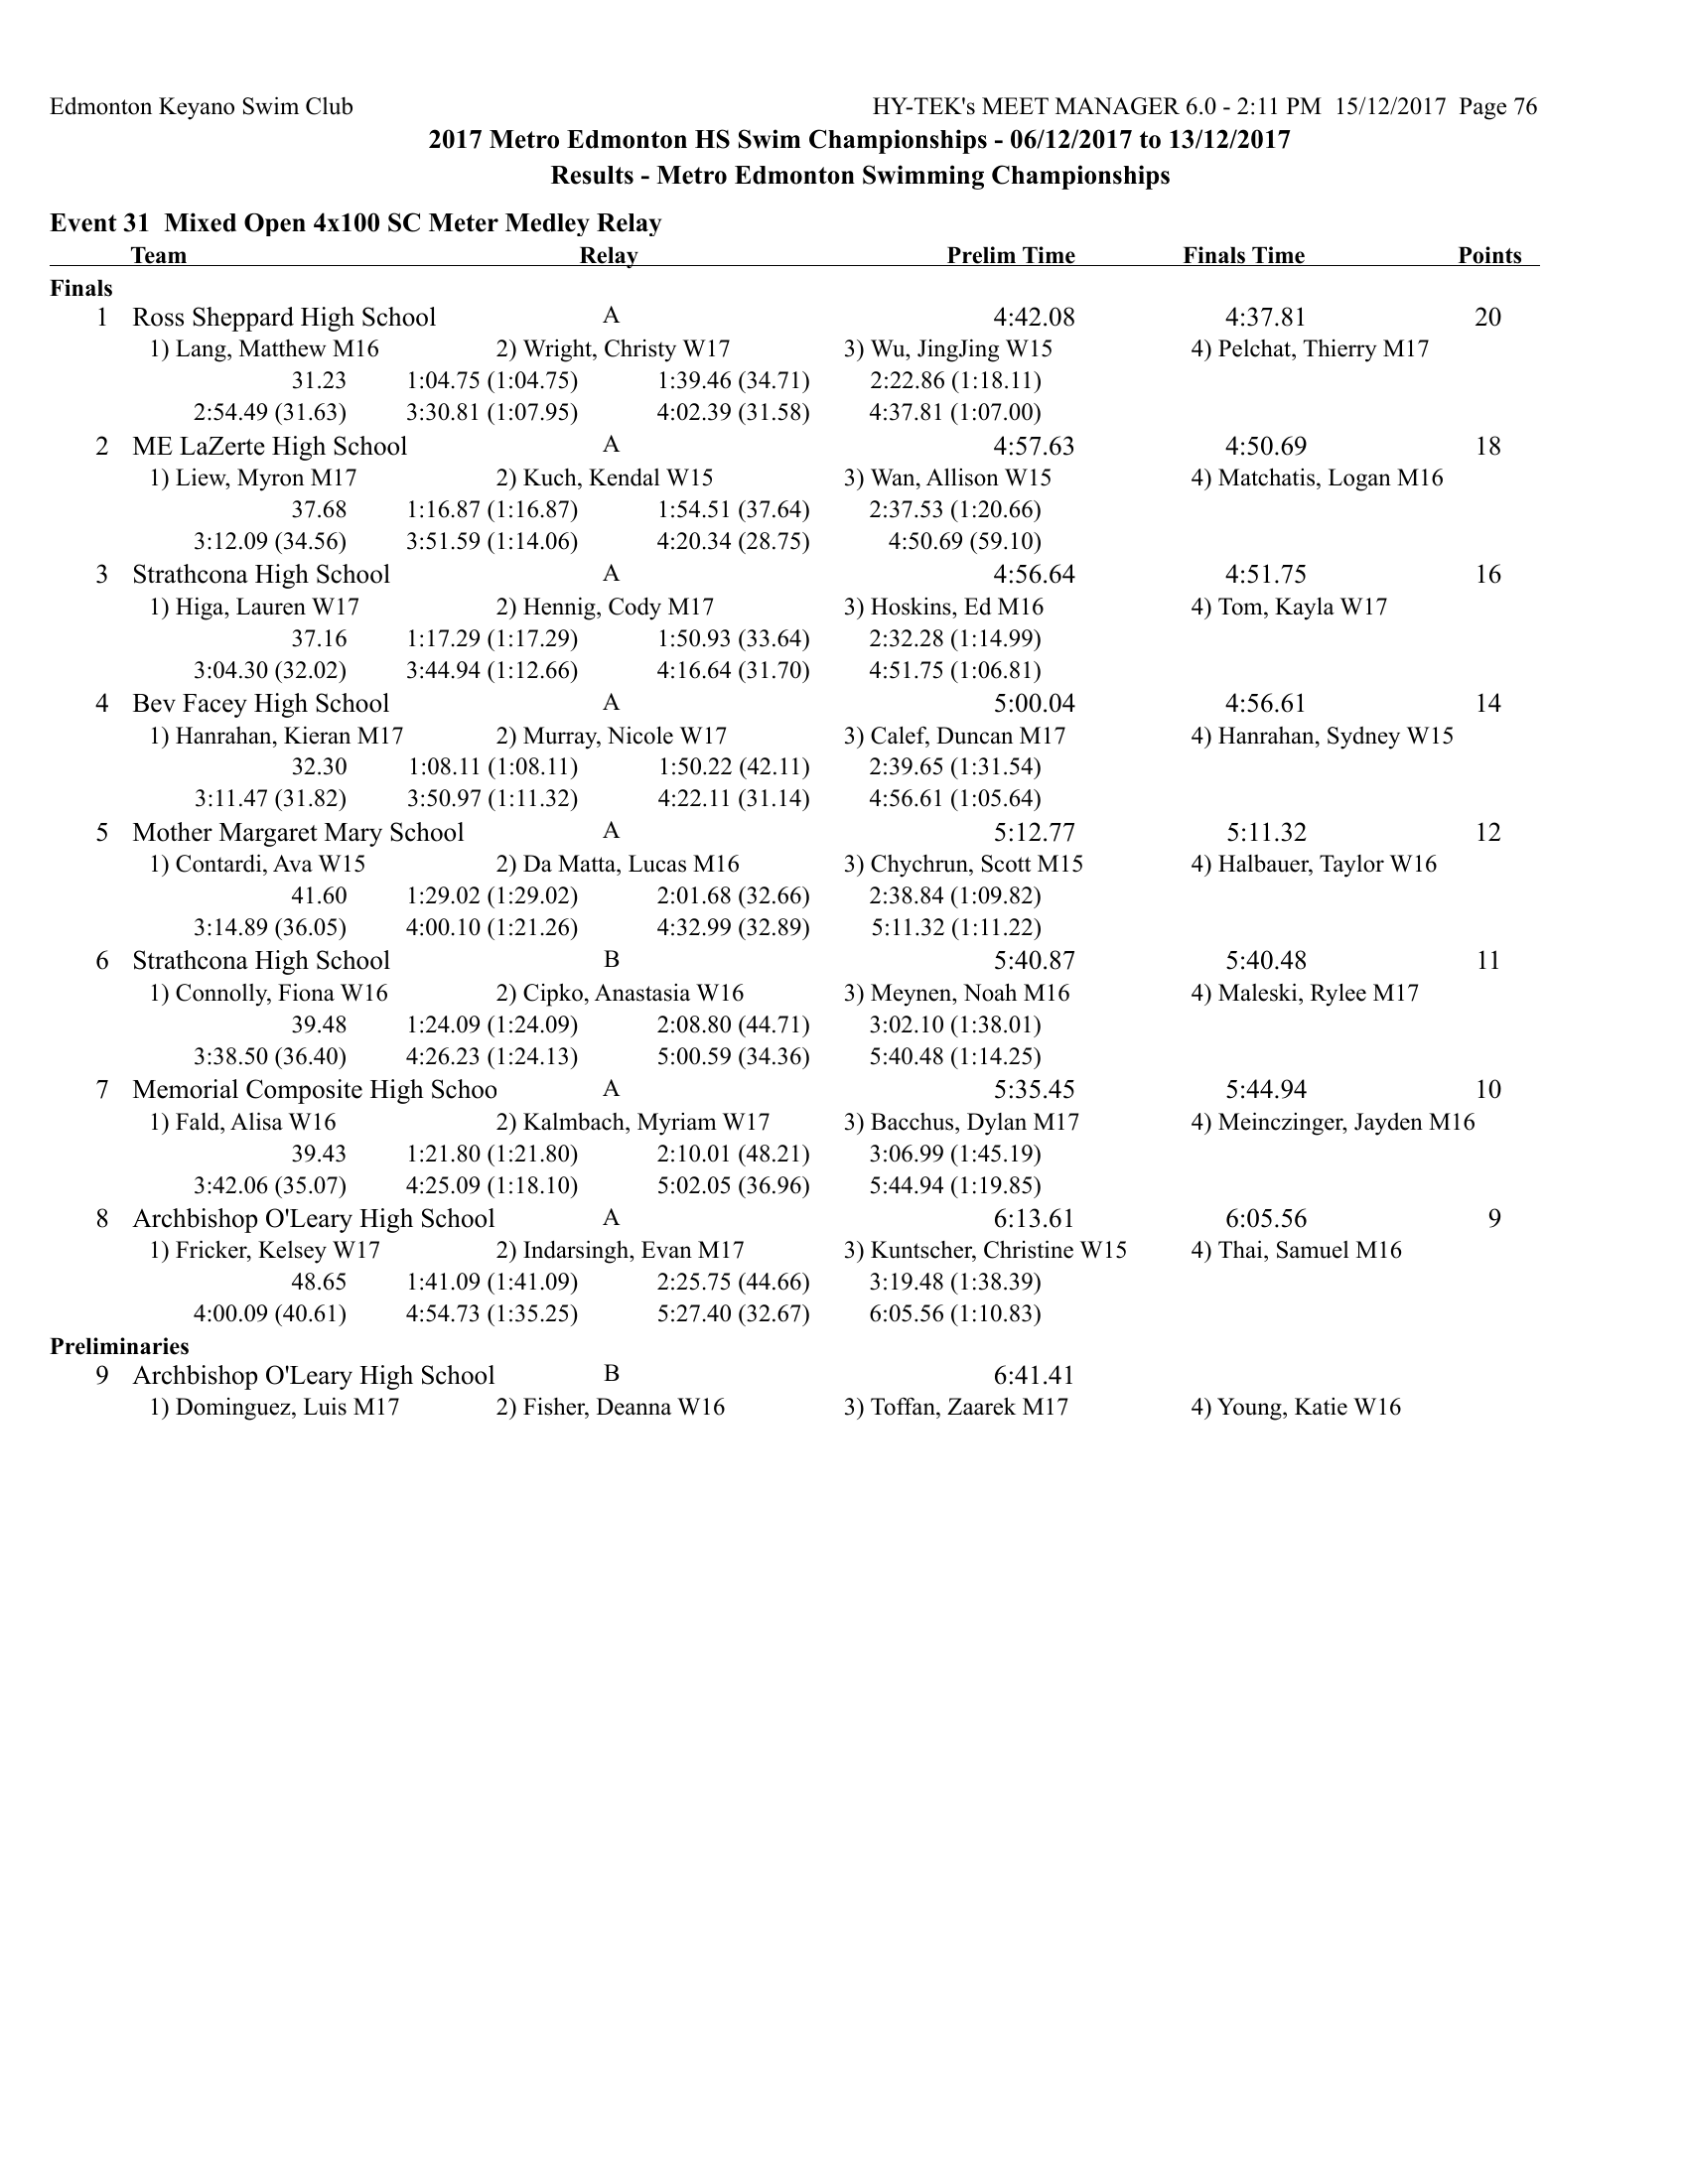 Edmonton Keyano Swim Club HY-TEK's MEET MANAGER 6.0 - 2:11 PM 15/12/2017 Page 76
2017 Metro Edmonton HS Swim Championships - 06/12/2017 to 13/12/2017
Results - Metro Edmonton Swimming Championships
Event 31 Mixed Open 4x100 SC Meter Medley Relay
Team Relay Prelim Time Finals Time Points
Finals
1 Ross Sheppard High School A 4:42.08 4:37.81 20
1) Lang, Matthew M16 2) Wright, Christy W17 3) Wu, JingJing W15 4) Pelchat, Thierry M17
31.23 1:04.75 (1:04.75) 1:39.46 (34.71) 2:22.86 (1:18.11)
2:54.49 (31.63) 3:30.81 (1:07.95) 4:02.39 (31.58) 4:37.81 (1:07.00)
2 ME LaZerte High School A 4:57.63 4:50.69 18
1) Liew, Myron M17 2) Kuch, Kendal W15 3) Wan, Allison W15 4) Matchatis, Logan M16
37.68 1:16.87 (1:16.87) 1:54.51 (37.64) 2:37.53 (1:20.66)
3:12.09 (34.56) 3:51.59 (1:14.06) 4:20.34 (28.75) 4:50.69 (59.10)
3 Strathcona High School A 4:56.64 4:51.75 16
1) Higa, Lauren W17 2) Hennig, Cody M17 3) Hoskins, Ed M16 4) Tom, Kayla W17
37.16 1:17.29 (1:17.29) 1:50.93 (33.64) 2:32.28 (1:14.99)
3:04.30 (32.02) 3:44.94 (1:12.66) 4:16.64 (31.70) 4:51.75 (1:06.81)
4 Bev Facey High School A 5:00.04 4:56.61 14
1) Hanrahan, Kieran M17 2) Murray, Nicole W17 3) Calef, Duncan M17 4) Hanrahan, Sydney W15
32.30 1:08.11 (1:08.11) 1:50.22 (42.11) 2:39.65 (1:31.54)
3:11.47 (31.82) 3:50.97 (1:11.32) 4:22.11 (31.14) 4:56.61 (1:05.64)
5 Mother Margaret Mary School A 5:12.77 5:11.32 12
1) Contardi, Ava W15 2) Da Matta, Lucas M16 3) Chychrun, Scott M15 4) Halbauer, Taylor W16
41.60 1:29.02 (1:29.02) 2:01.68 (32.66) 2:38.84 (1:09.82)
3:14.89 (36.05) 4:00.10 (1:21.26) 4:32.99 (32.89) 5:11.32 (1:11.22)
6 Strathcona High School B 5:40.87 5:40.48 11
1) Connolly, Fiona W16 2) Cipko, Anastasia W16 3) Meynen, Noah M16 4) Maleski, Rylee M17
39.48 1:24.09 (1:24.09) 2:08.80 (44.71) 3:02.10 (1:38.01)
3:38.50 (36.40) 4:26.23 (1:24.13) 5:00.59 (34.36) 5:40.48 (1:14.25)
7 Memorial Composite High Schoo A 5:35.45 5:44.94 10
1) Fald, Alisa W16 2) Kalmbach, Myriam W17 3) Bacchus, Dylan M17 4) Meinczinger, Jayden M16
39.43 1:21.80 (1:21.80) 2:10.01 (48.21) 3:06.99 (1:45.19)
3:42.06 (35.07) 4:25.09 (1:18.10) 5:02.05 (36.96) 5:44.94 (1:19.85)
8 Archbishop O'Leary High School A 6:13.61 6:05.56 9
1) Fricker, Kelsey W17 2) Indarsingh, Evan M17 3) Kuntscher, Christine W15 4) Thai, Samuel M16
48.65 1:41.09 (1:41.09) 2:25.75 (44.66) 3:19.48 (1:38.39)
4:00.09 (40.61) 4:54.73 (1:35.25) 5:27.40 (32.67) 6:05.56 (1:10.83)
Preliminaries
9 Archbishop O'Leary High School B 6:41.41
1) Dominguez, Luis M17 2) Fisher, Deanna W16 3) Toffan, Zaarek M17 4) Young, Katie W16